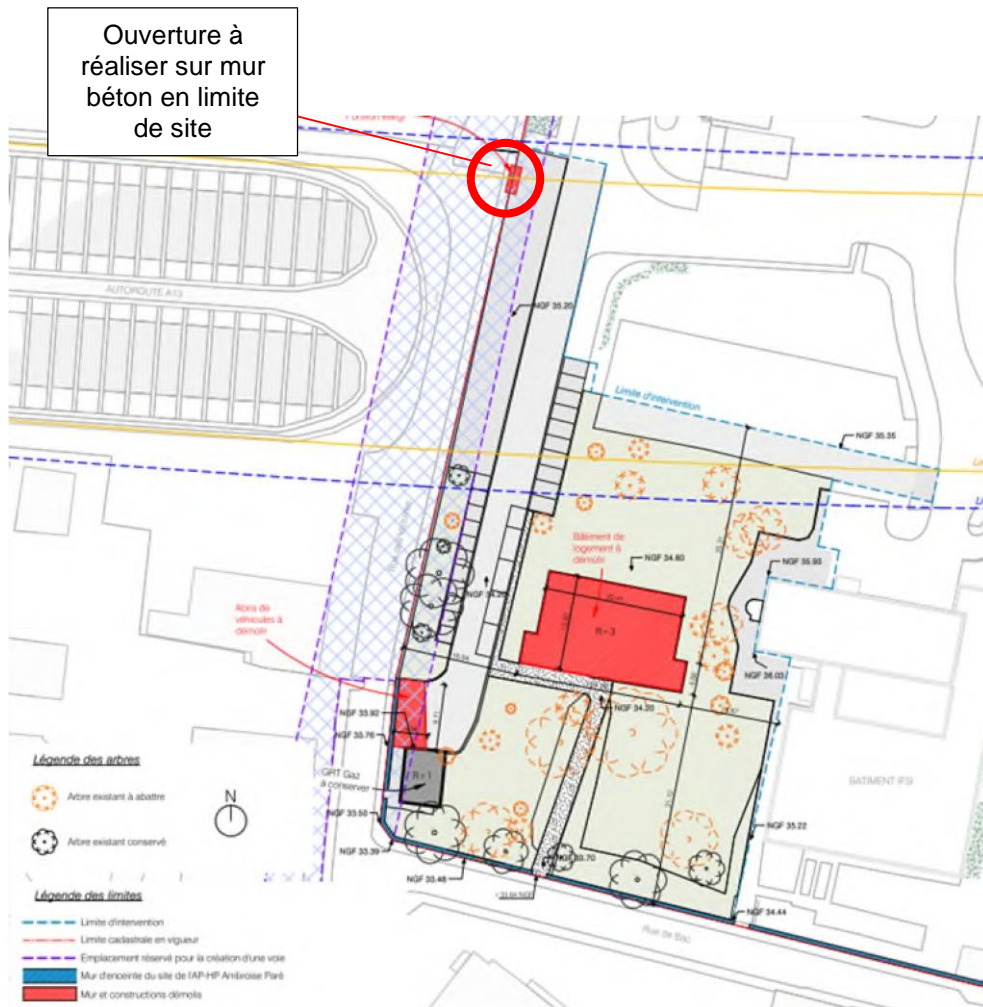 Ouverture à
réaliser sur mur
béton en limite
de site
AUTOROUTE A13
NGF 35.20
Limite d'intervention
NGF 35.35
Bâtiment de
logement à
démolir
NGF 34.60
NGF 35.93
R+3
Abris de
véhicules à
démolir
NGF 36.03
NGF 34.20
NGF 33.92
NGF 33.76
GRT Gaz
à conserver
R+1
BATIMENT IFSI
NGF 35.22
NGF 33.50
NGF 33.39
NGF 33.48
NGF 33.70
NGF 34.44
Rue de Bac
Légende des arbres
Arbre existant à abattre
Arbre existant conservé
N
Légende des limites
Limite d'intervention
Limite cadastrale en vigueur
Emplacement réservé pour la création d'une voie
Mur d'enceinte du site de l'AP-HP Ambroise Paré
Mur et constructions démolis